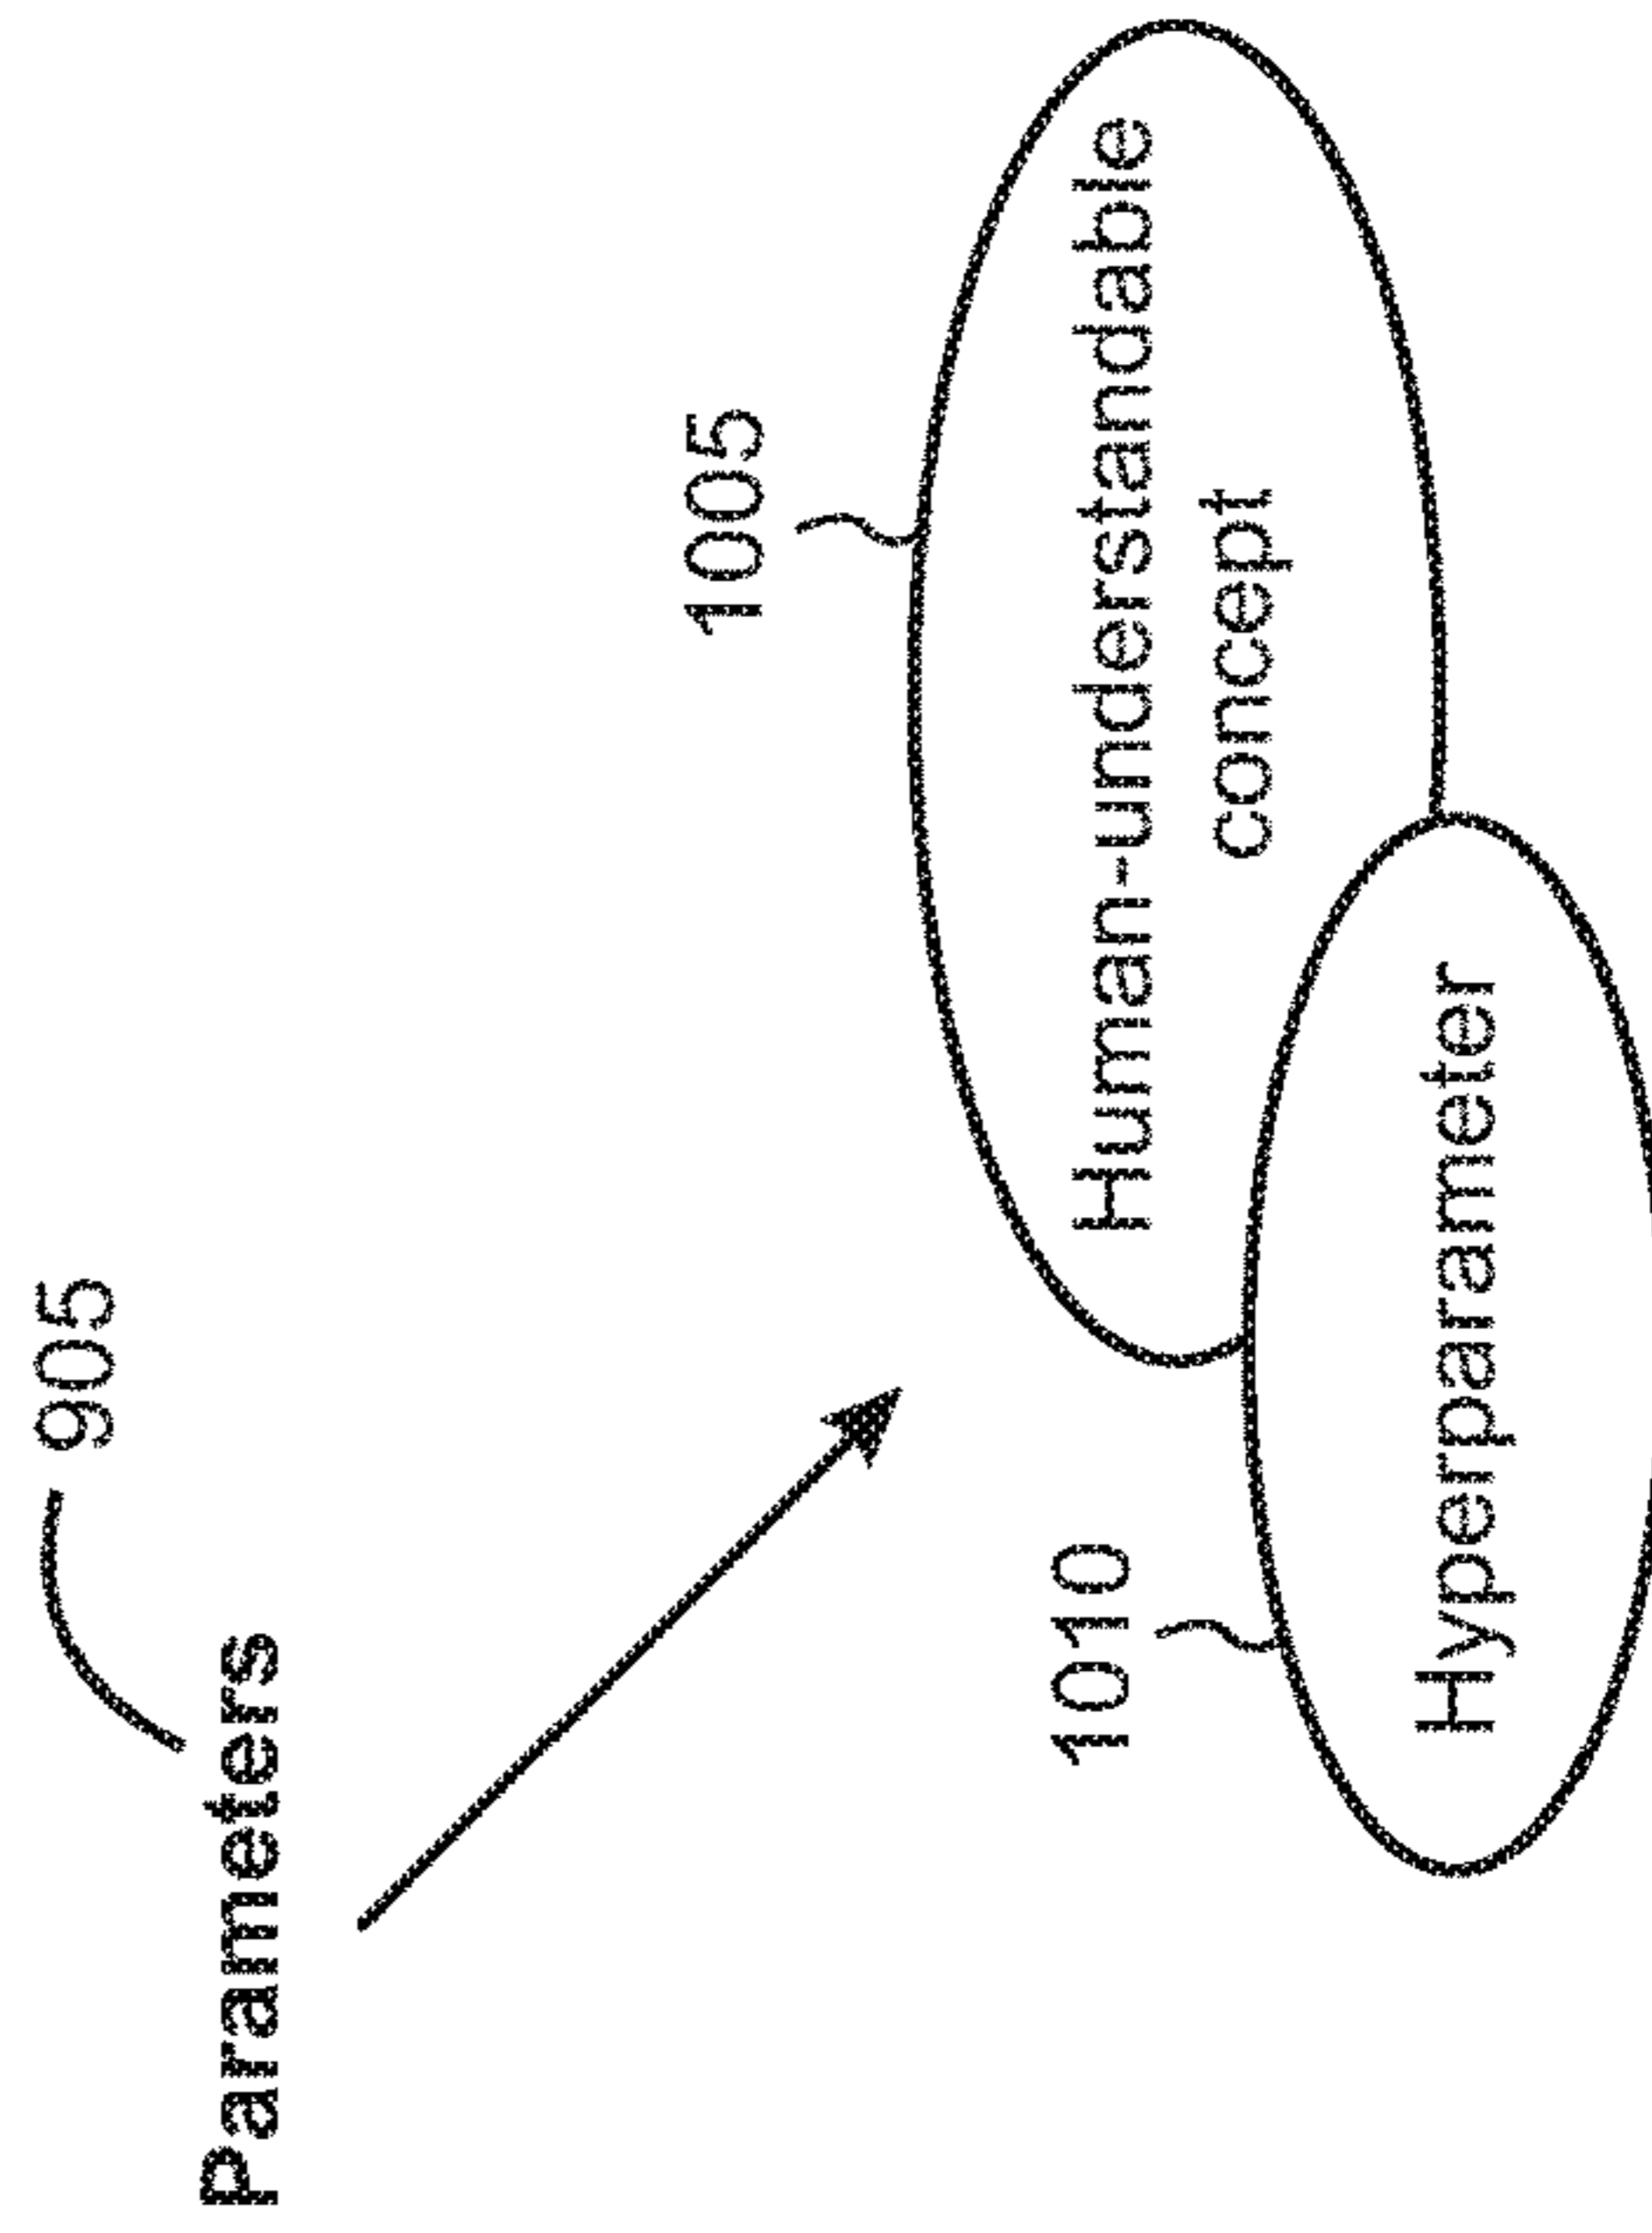 905
Parameters
1005
Human-understandable
concept
1010
Hyperparameter